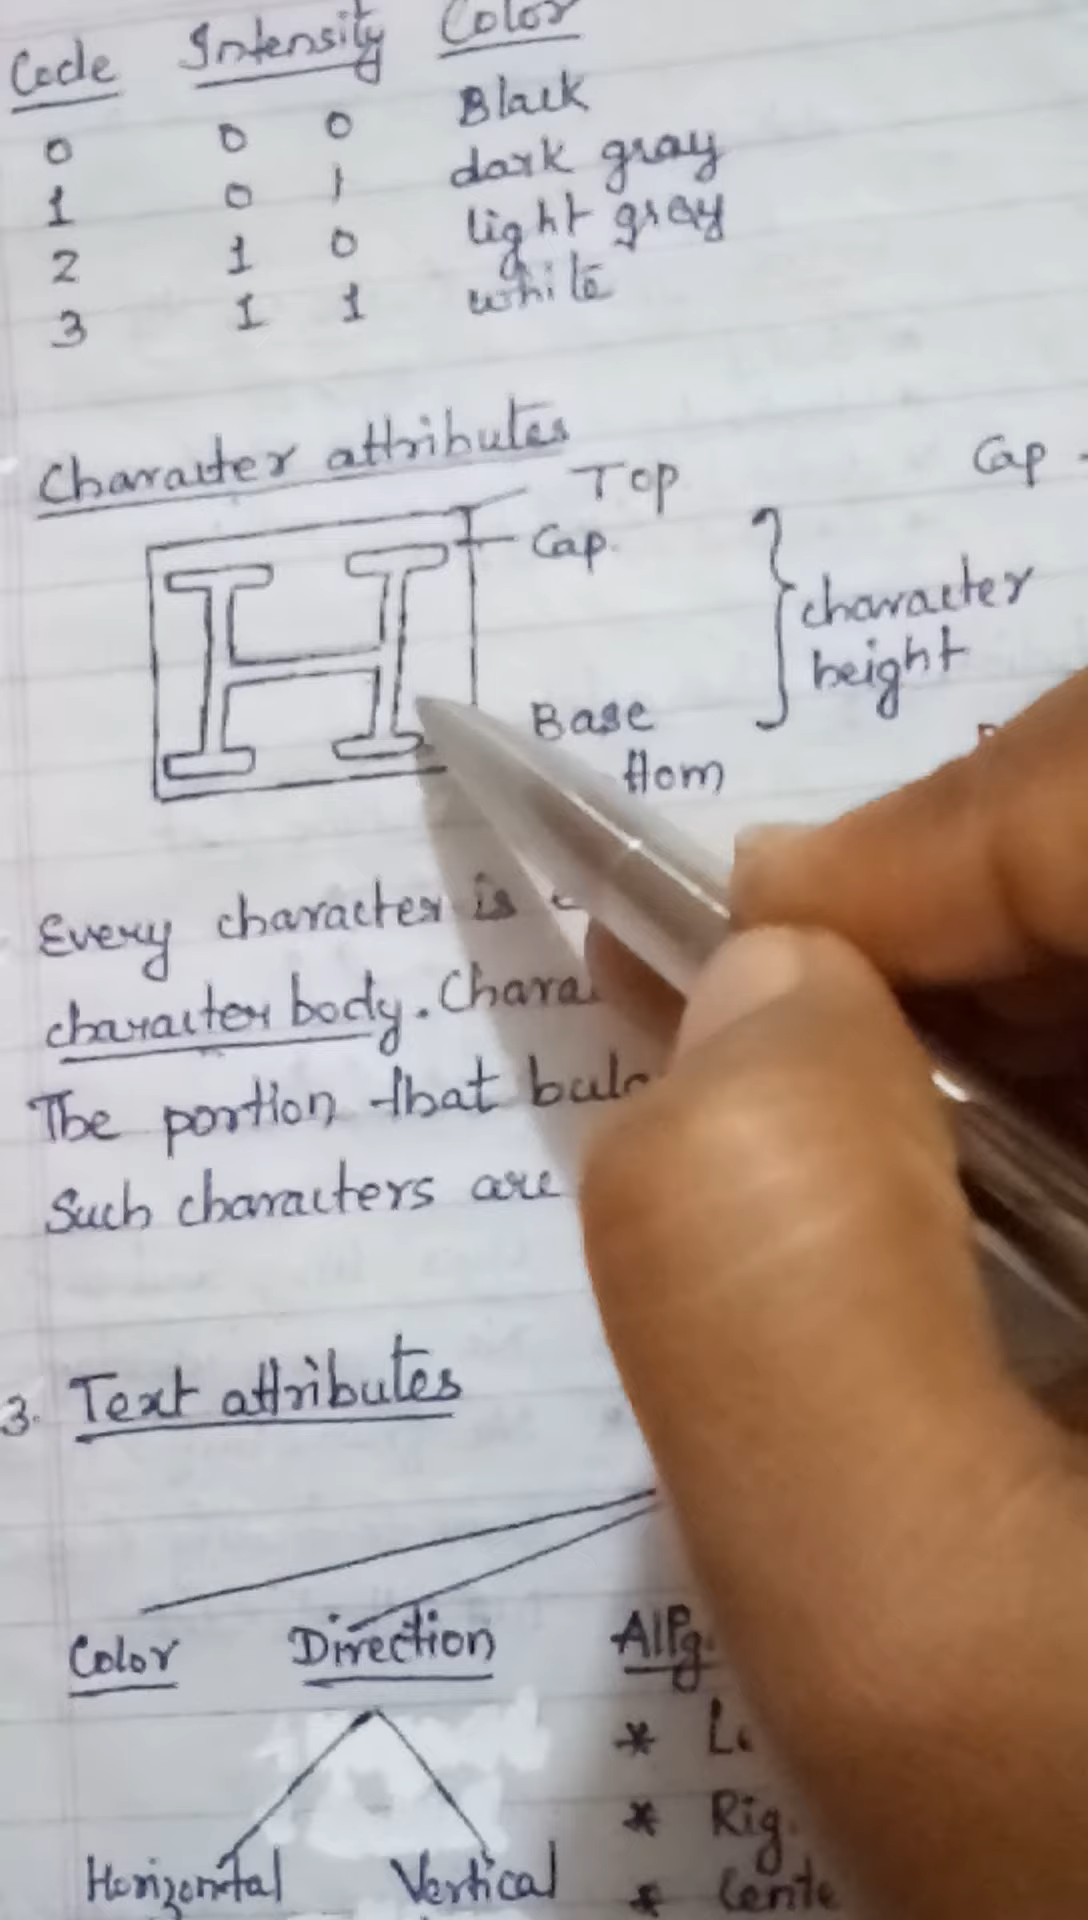 Code Intensity Color
0 0 0 Black
1 0 1 dark gray
2 1 0 light gray
3 1 1 white
Character attributes
Top
Cap.
Cap
H
character
height
Base
ttom
Every character is
character body. Chara
The portion that
Such characters are
3. Text attributes
Color Direction
* 
* Rig
* Cente
Horizontal Vertical